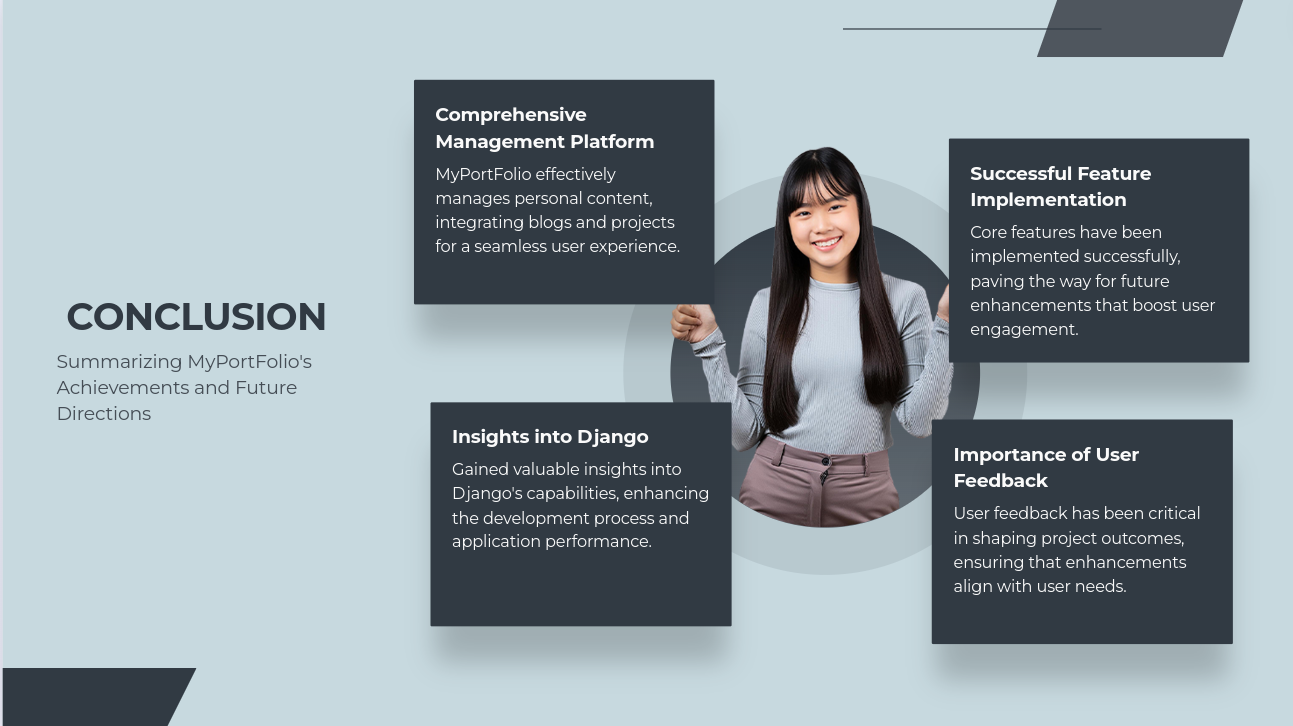 CONCLUSION
Summarizing MyPortFolio's
Achievements and Future
Directions
Comprehensive
Management Platform
MyPortFolio effectively
manages personal content,
integrating blogs and projects
for a seamless user experience.
Successful Feature
Implementation
Core features have been
implemented successfully,
paving the way for future
enhancements that boost user
engagement.
Insights into Django
Gained valuable insights into
Django's capabilities, enhancing
the development process and
application performance.
Importance of User
Feedback
User feedback has been critical
in shaping project outcomes,
ensuring that enhancements
align with user needs.